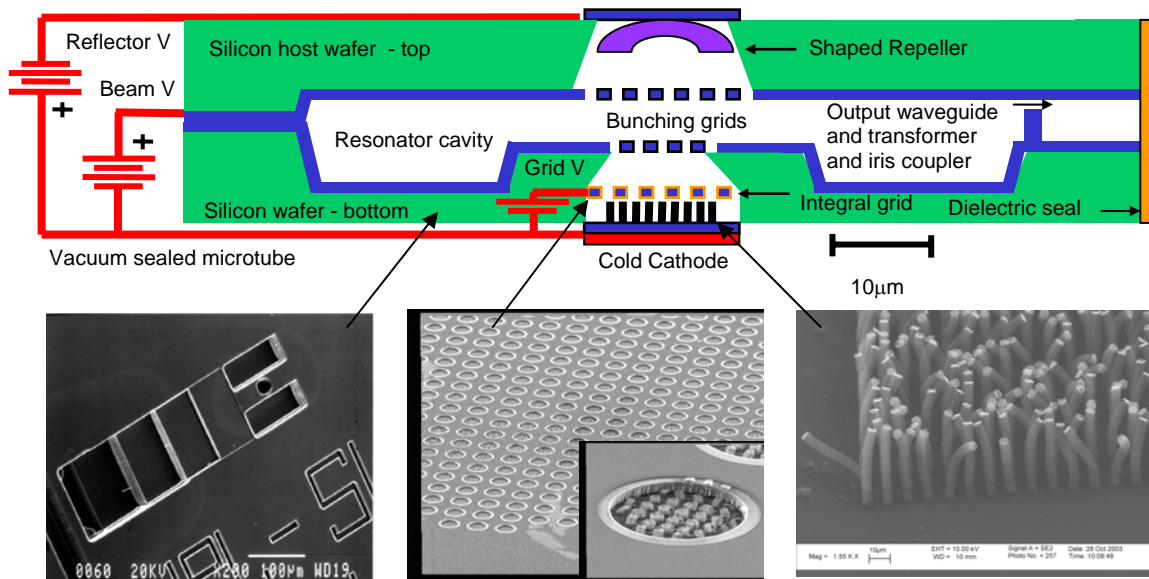 Reflector V
Silicon host wafer - top
Shaped Repeller
Beam V
+
+
Resonator cavity
Bunching grids
Output waveguide
and transformer
and iris coupler
Grid V
Silicon wafer - bottom
Integral grid
Dielectric seal
Vacuum sealed microtube
Cold Cathode
10μm
0060 20KV X200 100μm WD19
Mag = 1.55 K X
10μm
EHT = 10.00 kV
WD = 10 mm
Signal A = SE2
Photo No. = 257
Date :28 Oct 2003
Time :10:08:48